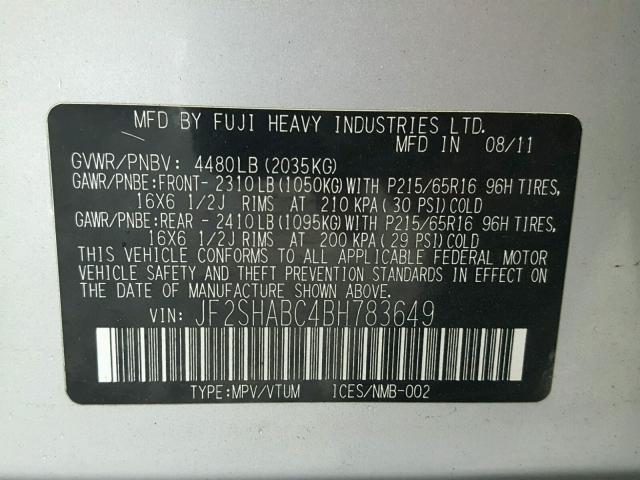 MFD BY FUJI HEAVY INDUSTRIES LTD.
MFD IN 08/11
GVWR/PNBV: 4480LB(2035KG)
GAWR/PNBE:FRONT- 2310LB(1050KG)WITH P215/65R16 96H TIRES,
16X6 1/2J RIMS AT 210 KPA(30 PSI)COLD
GAWR/PNBE:REAR - 2410LB(1095KG)WITH P215/65R16 96H TIRES,
16X6 1/2J RIMS AT 200 KPA(29 PSI)COLD
THIS VEHICLE CONFORMS TO ALL APPLICABLE FEDERAL MOTOR
VEHICLE SAFETY AND THEFT PREVENTION STANDARDS IN EFFECT ON
THE DATE OF MANUFACTURE SHOWN ABOVE.
VIN: JF2SHABC4BH783649
TYPE:MPV/VTUM ICES/NMB-002